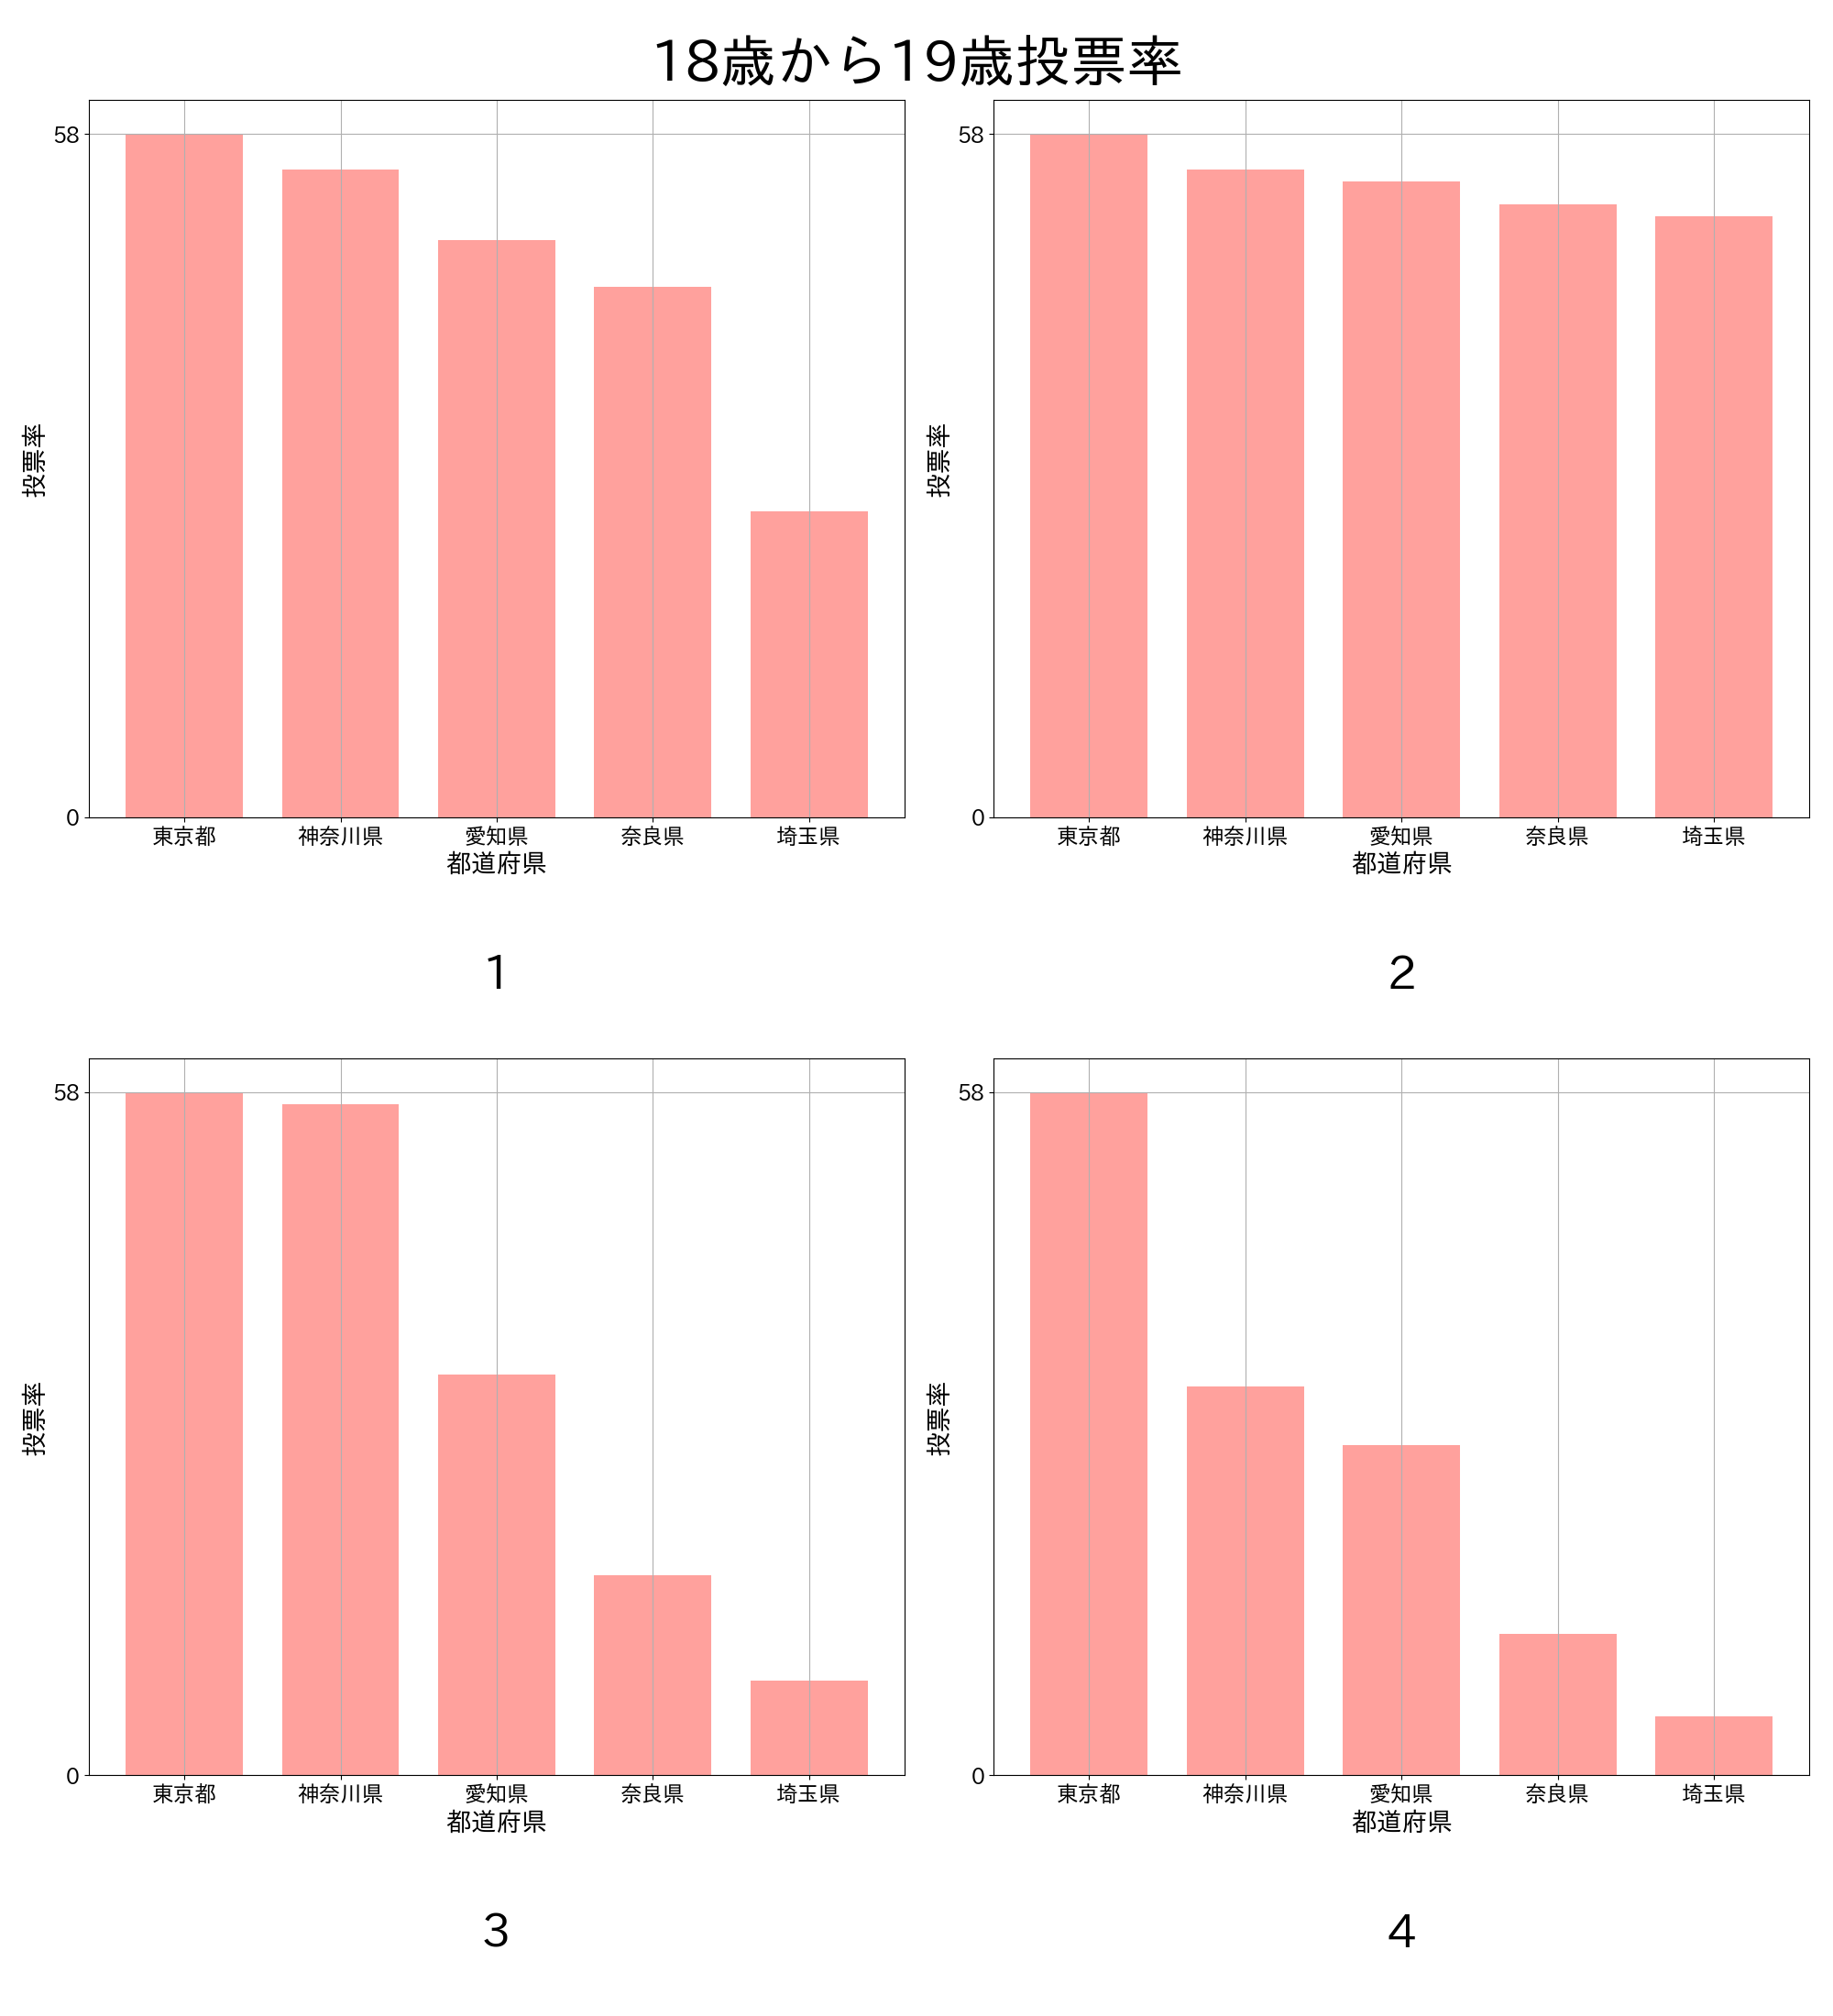 18歳から19歳投票率
58
0
投票率
東京都 神奈川県 愛知県 奈良県 埼玉県
都道府県
1
58
0
投票率
東京都 神奈川県 愛知県 奈良県 埼玉県
都道府県
2
58
0
投票率
東京都 神奈川県 愛知県 奈良県 埼玉県
都道府県
3
58
0
投票率
東京都 神奈川県 愛知県 奈良県 埼玉県
都道府県
4